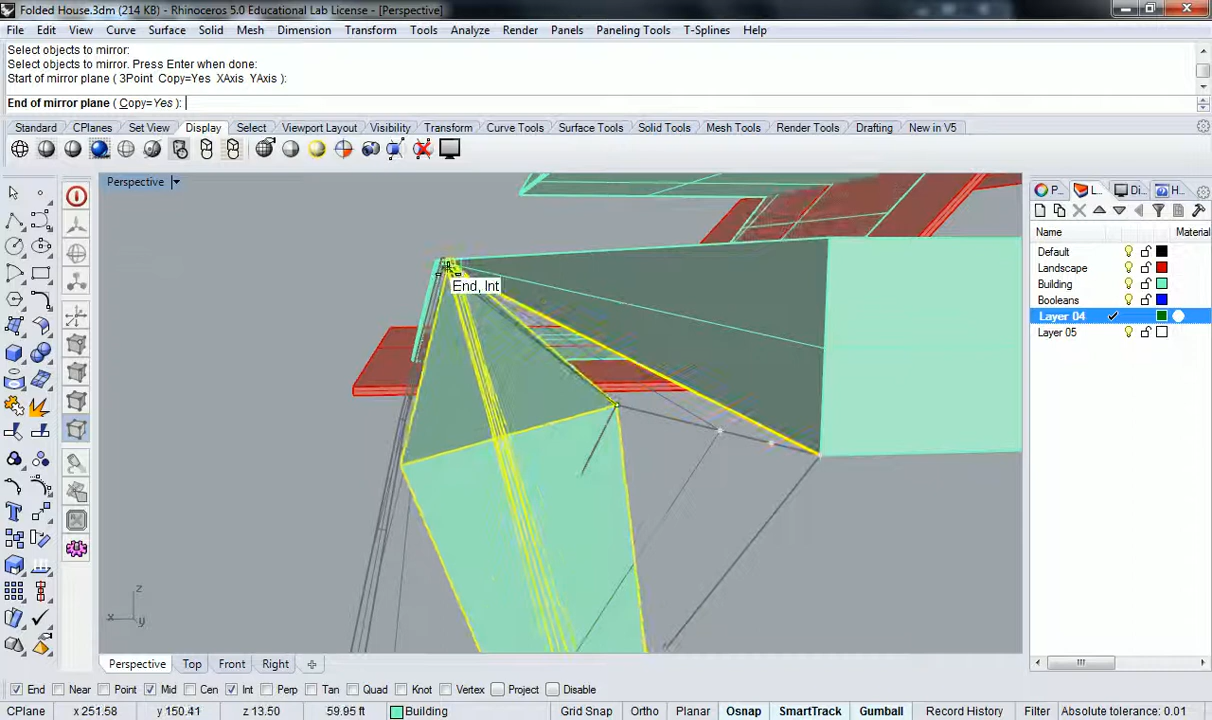 Folded House.3dm (214 KB) - Rhinoceros 5.0 Educational Lab License - [Perspective]
File Edit View Curve Surface Solid Mesh Dimension Transform Tools Analyze Render Panels Paneling Tools T-Splines Help
Select objects to mirror:
Select objects to mirror. Press Enter when done:
Start of mirror plane ( 3Point Copy=Yes XAxis YAxis ):
End of mirror plane ( Copy=Yes ):
Standard CPlanes Set View Display Select Viewport Layout Visibility Transform Curve Tools Surface Tools Solid Tools Mesh Tools Render Tools Drafting New in V5
Perspective
P... L... Di... H...
Name Material
Default
Landscape
Building
Booleans
Layer 04
Layer 05
End, Int
z
x y
Perspective Top Front Right
End Near Point Mid Cen Int Perp Tan Quad Knot Vertex Project Disable
CPlane x 251.58 y 150.41 z 13.50 59.95 ft Building Grid Snap Ortho Planar Osnap SmartTrack Gumball Record History Filter Absolute tolerance: 0.01